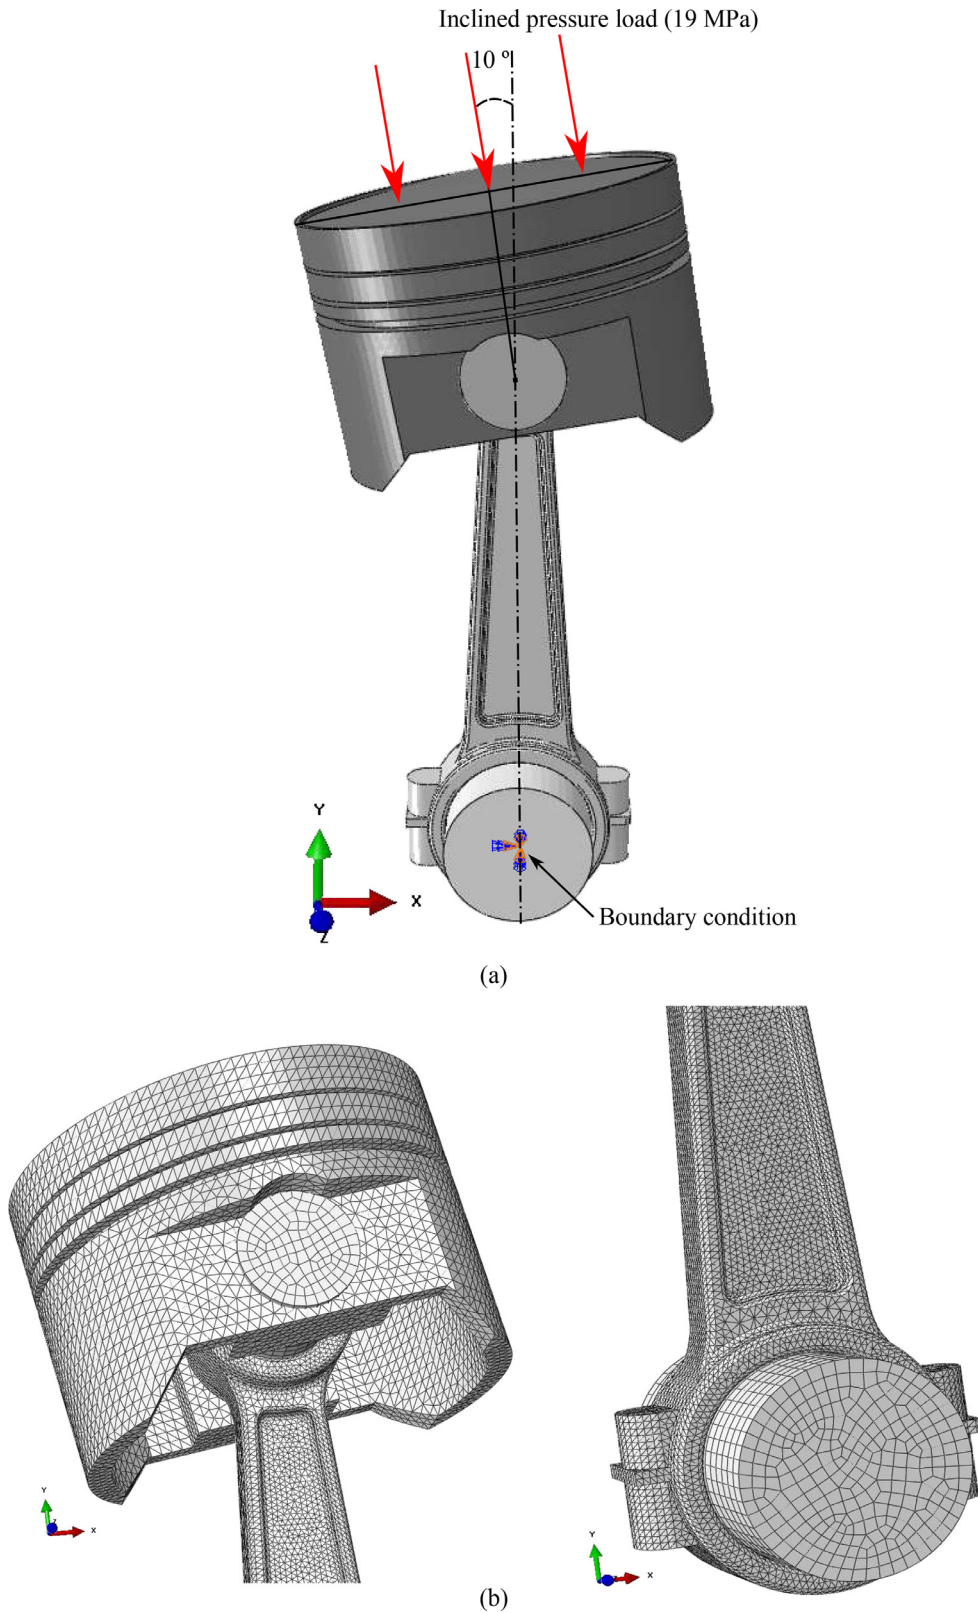 Inclined pressure load (19 MPa)
10 º
Y
X
Z
Boundary condition
(a)
Y
X
Y
X
(b)